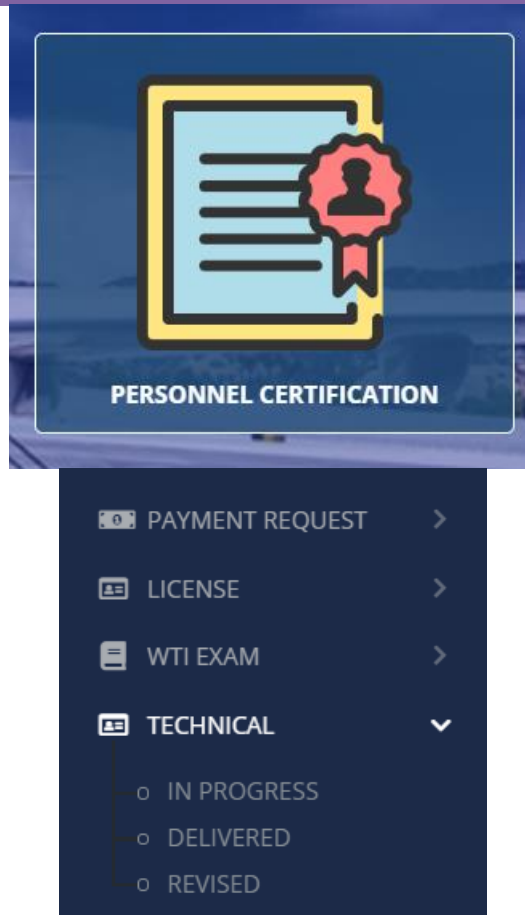 PERSONNEL CERTIFICATION
PAYMENT REQUEST
LICENSE
WTI EXAM
TECHNICAL
IN PROGRESS
DELIVERED
REVISED